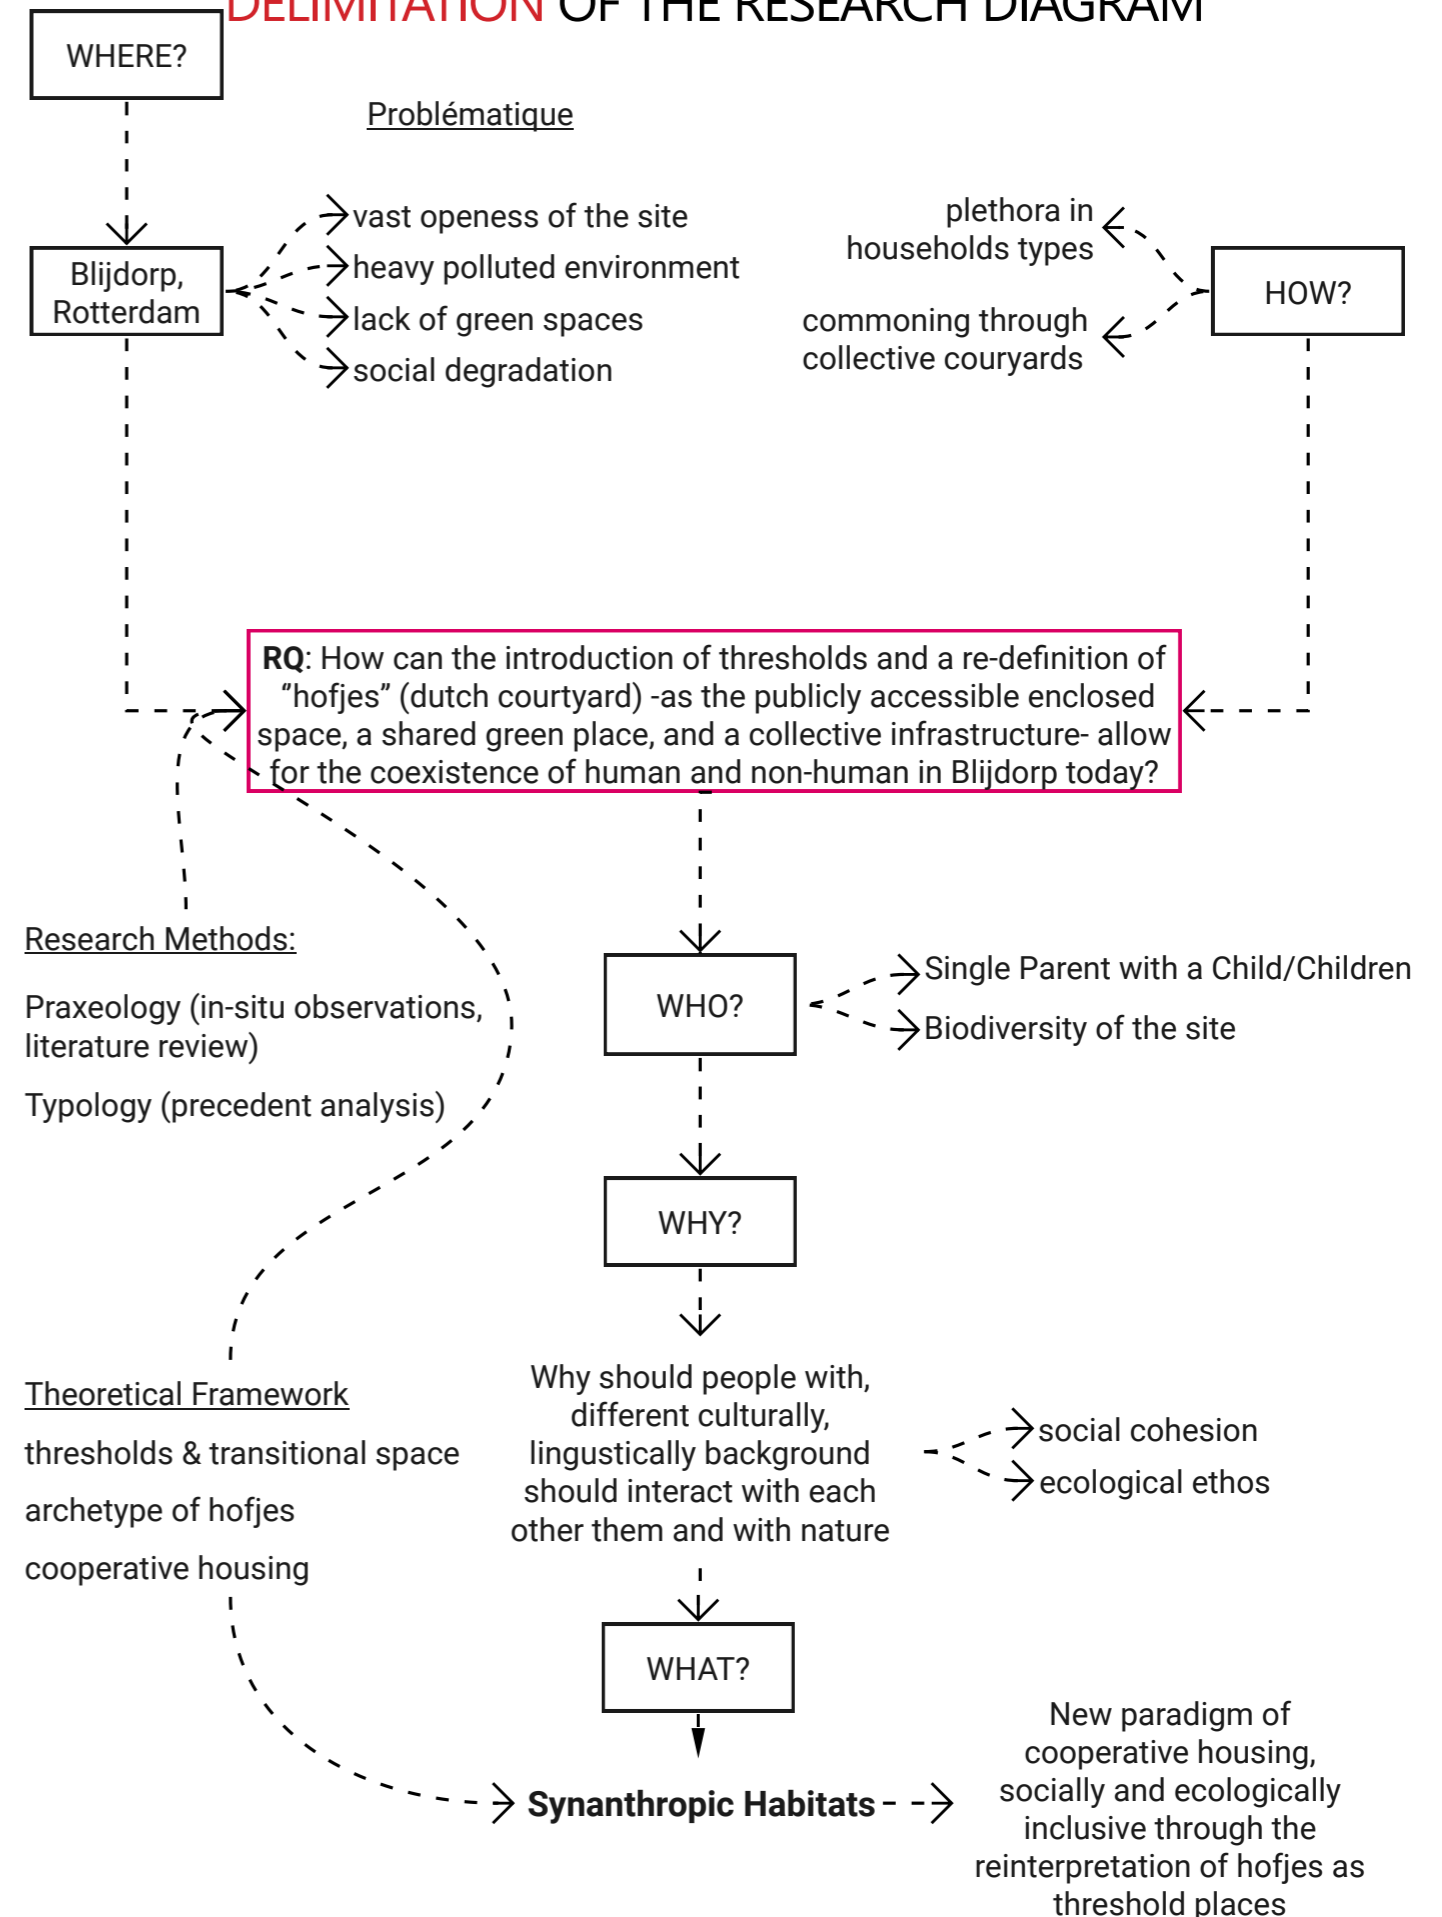 DELIMITATION OF THE RESEARCH DIAGRAM
WHERE?
Problématique
Blijdorp,
Rotterdam
vast openess of the site
heavy polluted environment
lack of green spaces
social degradation
plethora in
households types
commoning through
collective couryards
HOW?
RQ: How can the introduction of thresholds and a re-definition of
“hofjes” (dutch courtyard) -as the publicly accessible enclosed
space, a shared green place, and a collective infrastructure- allow
for the coexistence of human and non-human in Blijdorp today?
Research Methods:
Praxeology (in-situ observations,
literature review)
Typology (precedent analysis)
WHO?
Single Parent with a Child/Children
Biodiversity of the site
WHY?
Theoretical Framework
thresholds & transitional space
archetype of hofjes
cooperative housing
Why should people with,
different culturally,
lingustically background
should interact with each
other them and with nature
social cohesion
ecological ethos
WHAT?
Synanthropic Habitats
New paradigm of
cooperative housing,
socially and ecologically
inclusive through the
reinterpretation of hofjes as
threshold places